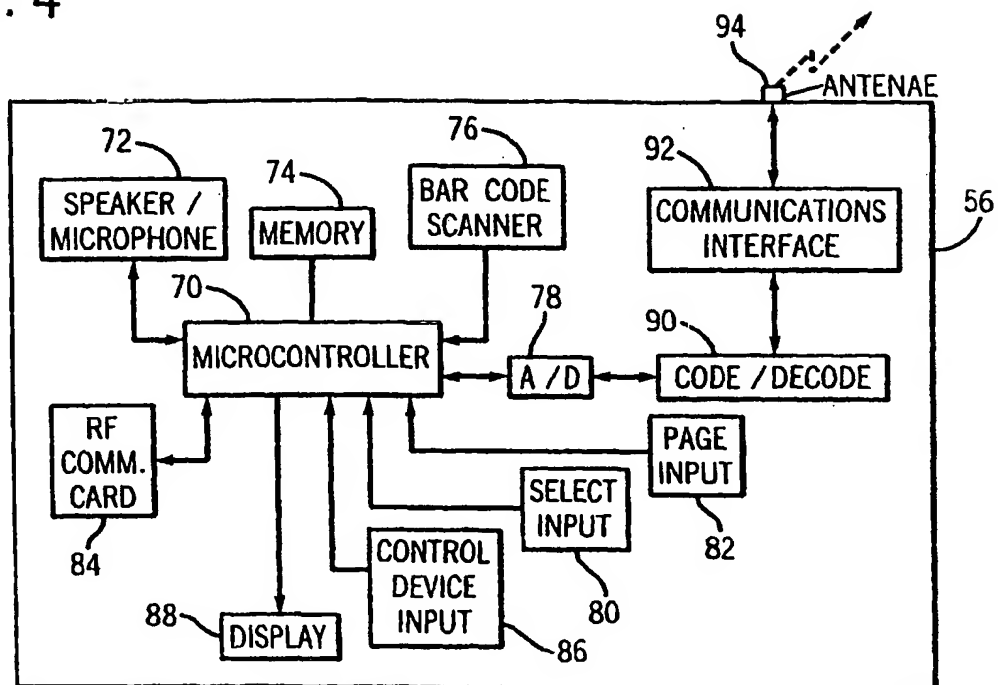 . 4
94
ANTENAE
72
SPEAKER /
MICROPHONE
74
MEMORY
76
BAR CODE
SCANNER
92
COMMUNICATIONS
INTERFACE
56
70
MICROCONTROLLER
78
A/D
90
CODE / DECODE
RF
COMM.
CARD
84
PAGE
INPUT
82
SELECT
INPUT
80
CONTROL
DEVICE
INPUT
86
88
DISPLAY